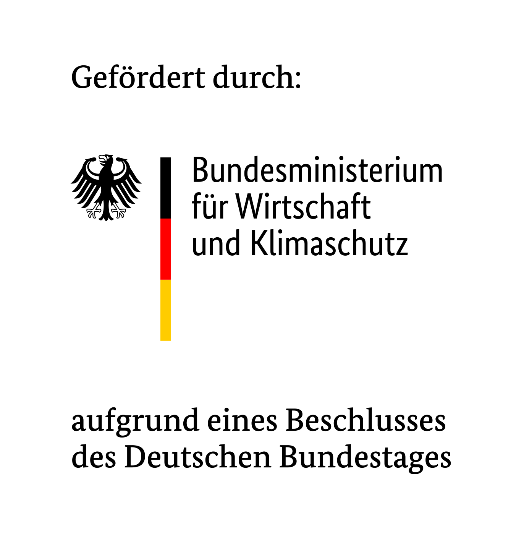 Gefördert durch:
Bundesministerium
für Wirtschaft
und Klimaschutz
aufgrund eines Beschlusses
des Deutschen Bundestages